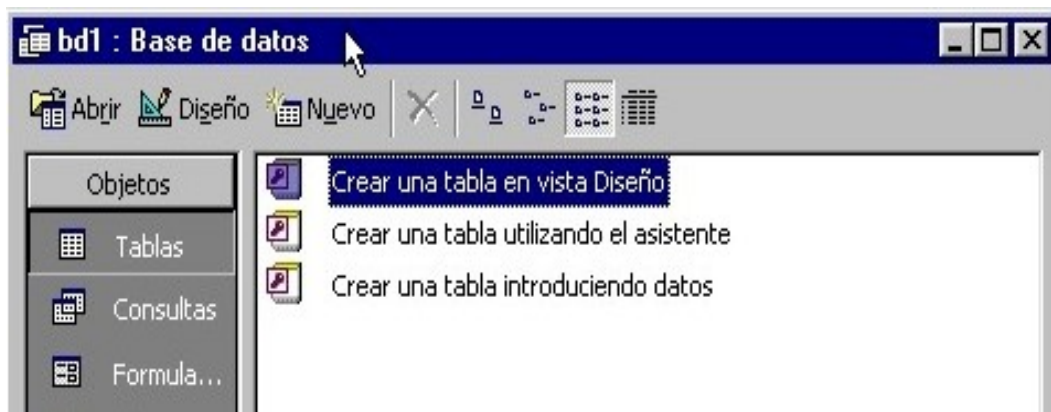 bd1 : Base de datos
Abrir Diseño Nuevo
Objetos
Tablas
Consultas
Formula...
Crear una tabla en vista Diseño
Crear una tabla utilizando el asistente
Crear una tabla introduciendo datos